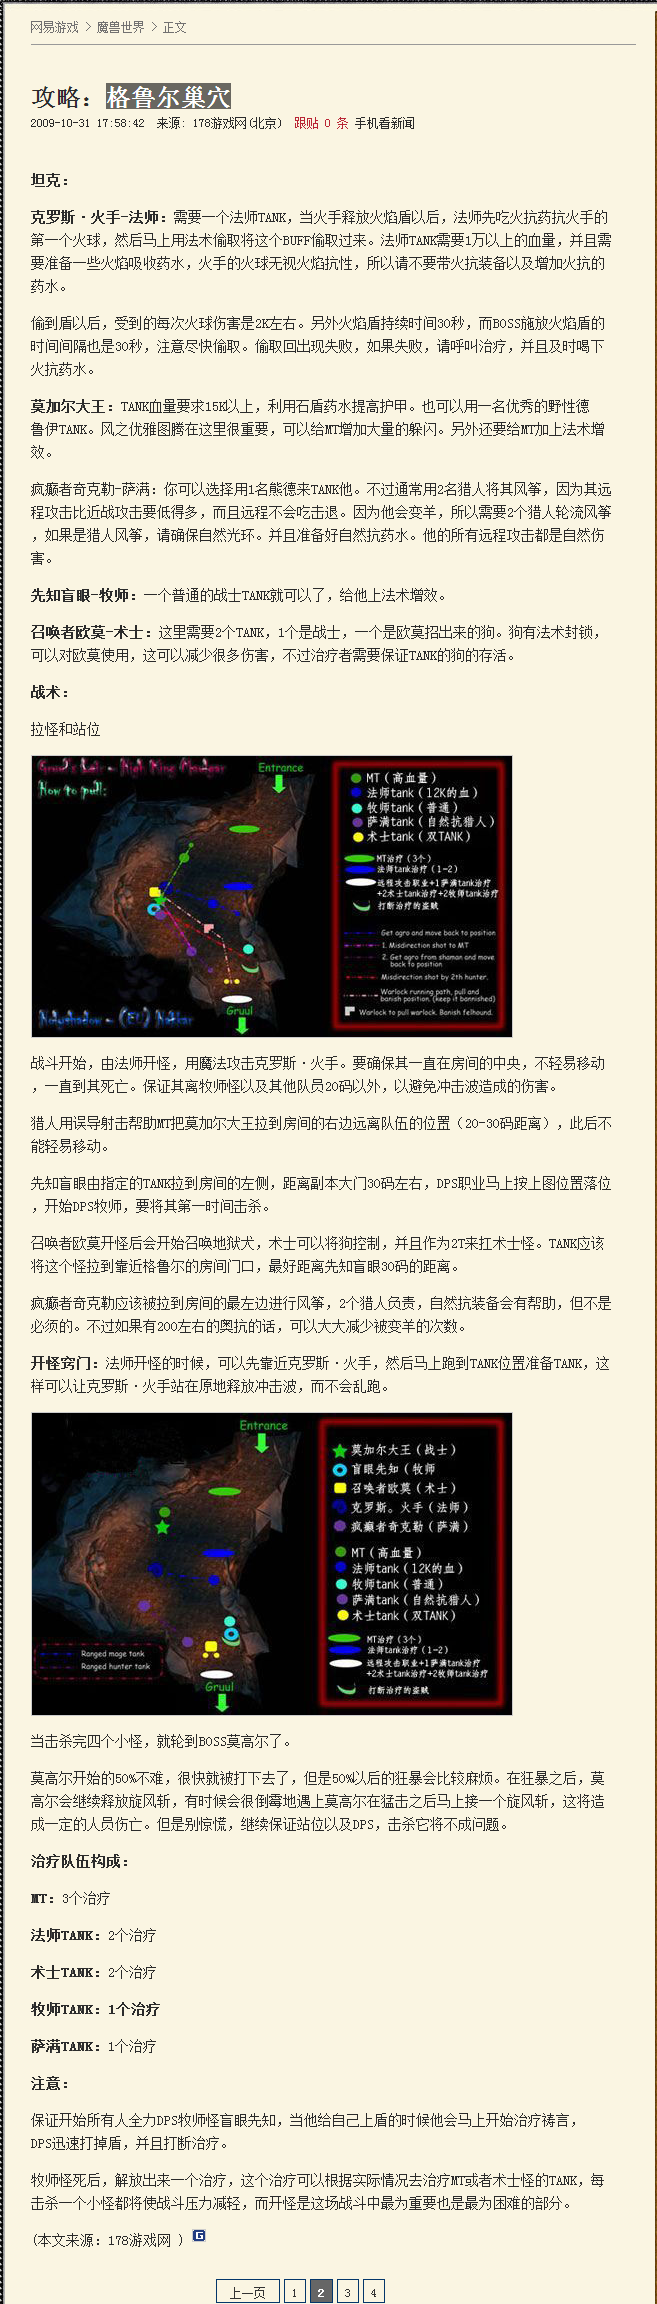 网易游戏 > 魔兽世界 > 正文
攻略：格鲁尔巢穴
2009-10-31 17:58:42 来源: 178游戏网(北京) 跟贴 0 条 手机看新闻
坦克：
克罗斯·火手-法师：需要一个法师TANK，当火手释放火焰盾以后，法师先吃火抗药抗火手的
第一个火球，然后马上用法术偷取将这个BUFF偷取过来。法师TANK需要1万以上的血量，并且需
要准备一些火焰吸收药水，火手的火球无视火焰抗性，所以请不要带火抗装备以及增加火抗的
药水。
偷到盾以后，受到的每次火球伤害是2K左右。另外火焰盾持续时间30秒，而BOSS施放火焰盾的
时间间隔也是30秒，注意尽快偷取。偷取回出现失败，如果失败，请呼叫治疗，并且及时喝下
火抗药水。
莫加尔大王：TANK血量要求15K以上，利用石盾药水提高护甲。也可以用一名优秀的野性德
鲁伊TANK。风之优雅图腾在这里很重要，可以给MT增加大量的躲闪。另外还要给MT加上法术增
效。
疯癫者奇克勒-萨满：你可以选择用1名熊德来TANK他。不过通常用2名猎人将其风筝，因为其远
程攻击比近战攻击要低得多，而且远程不会吃击退。因为他会变羊，所以需要2个猎人轮流风筝
，如果是猎人风筝，请确保自然光环。并且准备好自然抗药水。他的所有远程攻击都是自然伤
害。
先知盲眼-牧师：一个普通的战士TANK就可以了，给他上法术增效。
召唤者欧莫-术士：这里需要2个TANK，1个是战士，一个是欧莫招出来的狗。狗有法术封锁，
可以对欧莫使用，这可以减少很多伤害，不过治疗者需要保证TANK的狗的存活。
战术：
拉怪和站位
Gruul's Lair - High King Maulgar
How to pull:
Entrance
Gruul
Holyshadow - (EU) Nazkar
MT（高血量）
法师tank（12K的血）
牧师tank（普通）
萨满tank（自然抗猎人）
术士tank（双TANK）
MT治疗（3个）
法师tank治疗（1-2）
远程攻击职业+1萨满tank治疗
+2术士tank治疗+2牧师tank治疗
打断治疗的盗贼
Get agro and move back to position
1. Misdirection shot to MT
2. Get agro from shaman and move
back to position
Misdirection shot by 2th hunter.
Warlock running path, pull and
banish position. (keep it bannished)
Warlock to pull warlock. Banish felhound.
战斗开始，由法师开怪，用魔法攻击克罗斯·火手。要确保其一直在房间的中央，不轻易移动
，一直到其死亡。保证其离牧师怪以及其他队员20码以外，以避免冲击波造成的伤害。
猎人用误导射击帮助MT把莫加尔大王拉到房间的右边远离队伍的位置（20-30码距离），此后不
能轻易移动。
先知盲眼由指定的TANK拉到房间的左侧，距离副本大门30码左右，DPS职业马上按上图位置落位
，开始DPS牧师，要将其第一时间击杀。
召唤者欧莫开怪后会开始召唤地狱犬，术士可以将狗控制，并且作为2T来扛术士怪。TANK应该
将这个怪拉到靠近格鲁尔的房间门口，最好距离先知盲眼30码的距离。
疯癫者奇克勒应该被拉到房间的最左边进行风筝，2个猎人负责，自然抗装备会有帮助，但不是
必须的。不过如果有200左右的奥抗的话，可以大大减少被变羊的次数。
开怪窍门：法师开怪的时候，可以先靠近克罗斯·火手，然后马上跑到TANK位置准备TANK，这
样可以让克罗斯·火手站在原地释放冲击波，而不会乱跑。
Entrance
Gruul
Ranged mage tank
Ranged hunter tank
莫加尔大王（战士）
盲眼先知（牧师
召唤者欧莫（术士）
克罗斯。火手（法师）
疯癫者奇克勒（萨满）
MT（高血量）
法师tank（12K的血）
牧师tank（普通）
萨满tank（自然抗猎人）
术士tank（双TANK）
MT治疗（3个）
法师tank治疗（1-2）
远程攻击职业+1萨满tank治疗
+2术士tank治疗+2牧师tank治疗
打断治疗的盗贼
当击杀完四个小怪，就轮到BOSS莫高尔了。
莫高尔开始的50%不难，很快就被打下去了，但是50%以后的狂暴会比较麻烦。在狂暴之后，莫
高尔会继续释放旋风斩，有时候会很倒霉地遇上莫高尔在猛击之后马上接一个旋风斩，这将造
成一定的人员伤亡。但是别惊慌，继续保证站位以及DPS，击杀它将不成问题。
治疗队伍构成：
MT：3个治疗
法师TANK：2个治疗
术士TANK：2个治疗
牧师TANK：1个治疗
萨满TANK：1个治疗
注意：
保证开始所有人全力DPS牧师怪盲眼先知，当他给自己上盾的时候他会马上开始治疗祷言，
DPS迅速打掉盾，并且打断治疗。
牧师怪死后，解放出来一个治疗，这个治疗可以根据实际情况去治疗MT或者术士怪的TANK，每
击杀一个小怪都将使战斗压力减轻，而开怪是这场战斗中最为重要也是最为困难的部分。
(本文来源：178游戏网 )
上一页 1 2 3 4